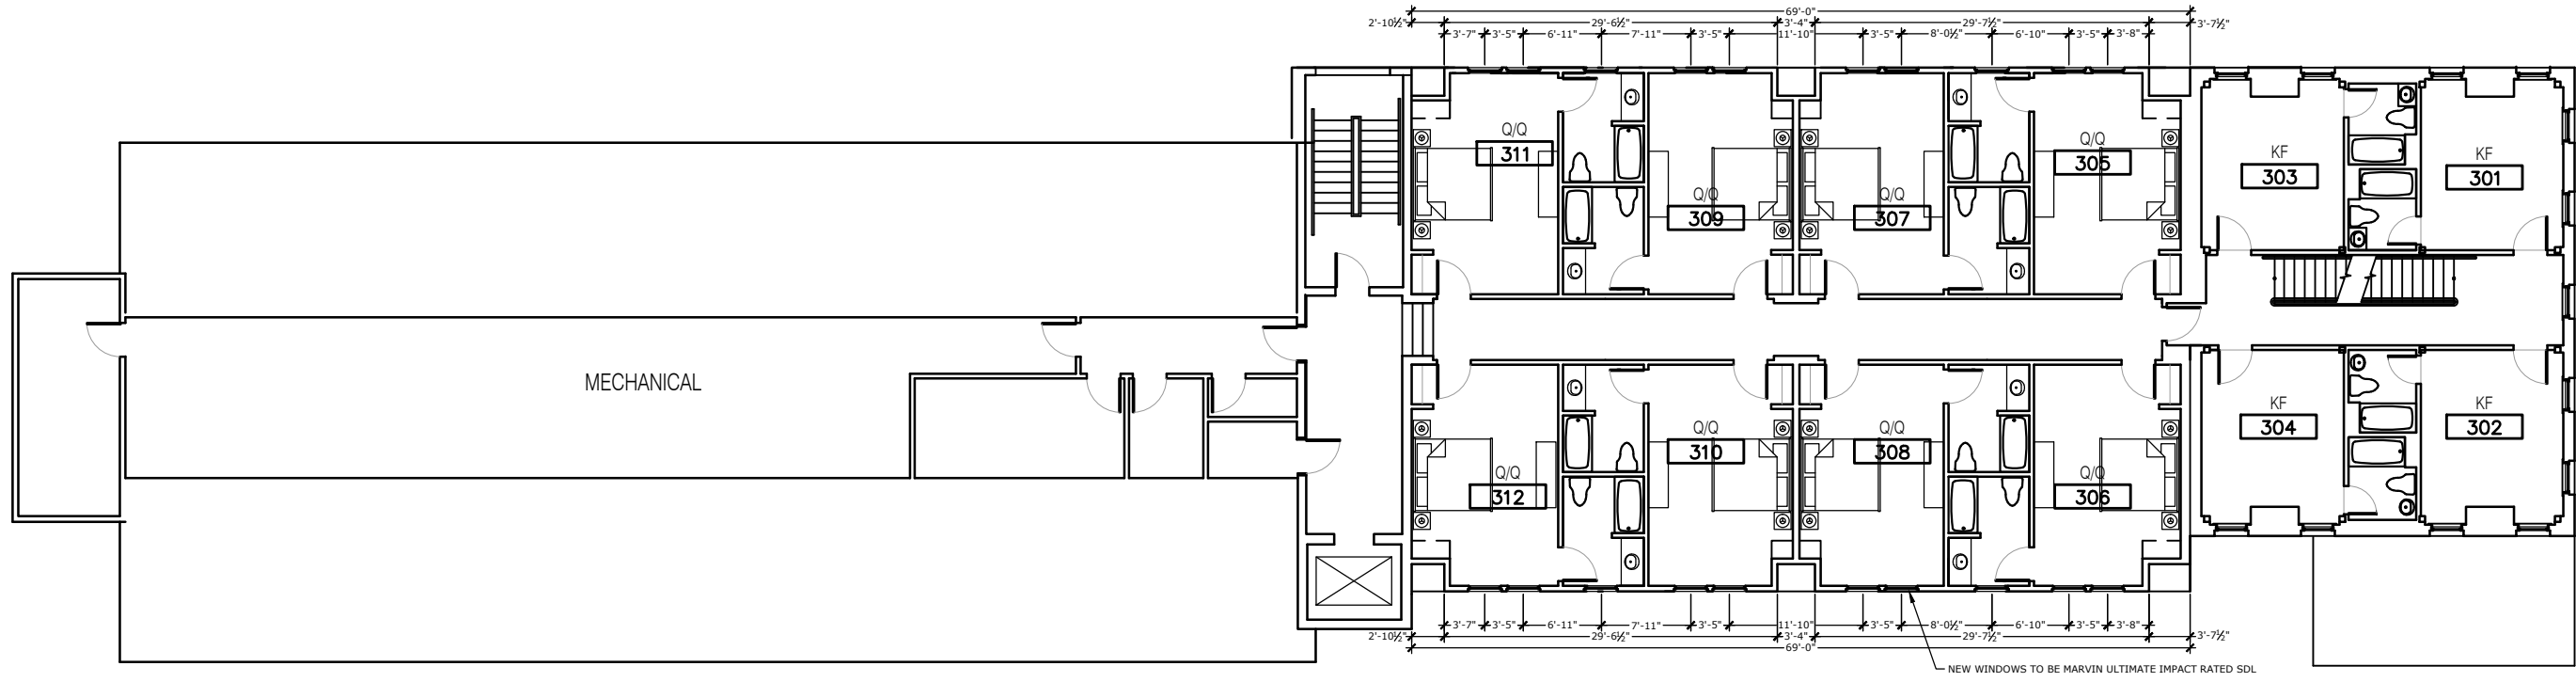 69'-0"
2'-10½" 29'-6½" 3'-4" 29'-7½" 3'-7½"
3'-7" 3'-5" 6'-11" 7'-11" 3'-5" 11'-10" 3'-5" 8'-0½" 6'-10" 3'-5" 3'-8"
Q/Q
311
Q/Q
309
Q/Q
307
Q/Q
305
KF
303
KF
301
MECHANICAL
Q/Q
312
Q/Q
310
Q/Q
308
Q/Q
306
KF
304
KF
302
3'-7" 3'-5" 6'-11" 7'-11" 3'-5" 11'-10" 3'-5" 8'-0½" 6'-10" 3'-5" 3'-8"
2'-10½" 29'-6½" 3'-4" 29'-7½" 3'-7½"
69'-0"
NEW WINDOWS TO BE MARVIN ULTIMATE IMPACT RATED SDL